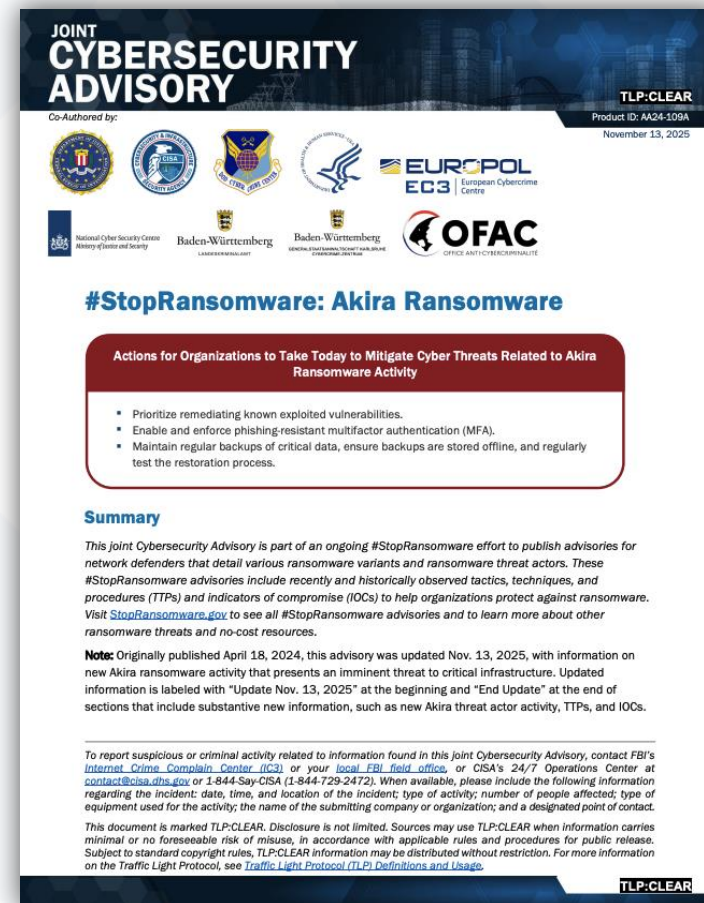 JOINT
CYBERSECURITY
ADVISORY
TLP:CLEAR
Co-Authored by:
Product ID: AA24-109A
November 13, 2025
CISA
EUROPOL
EC3 European Cybercrime
Centre
National Cyber Security Centre
Ministry of Justice and Security
Baden-Württemberg
LANDESKRIMINALAMT
Baden-Württemberg
GENERALSTAATSANWALTSCHAFT KARLSRUHE
CYBERCRIME-ZENTRUM
OFAC
OFFICE ANTI-CYBERCRIMINALITÉ
#StopRansomware: Akira Ransomware
Actions for Organizations to Take Today to Mitigate Cyber Threats Related to Akira
Ransomware Activity
▪ Prioritize remediating known exploited vulnerabilities.
▪ Enable and enforce phishing-resistant multifactor authentication (MFA).
▪ Maintain regular backups of critical data, ensure backups are stored offline, and regularly
test the restoration process.
Summary
This joint Cybersecurity Advisory is part of an ongoing #StopRansomware effort to publish advisories for
network defenders that detail various ransomware variants and ransomware threat actors. These
#StopRansomware advisories include recently and historically observed tactics, techniques, and
procedures (TTPs) and indicators of compromise (IOCs) to help organizations protect against ransomware.
Visit StopRansomware.gov to see all #StopRansomware advisories and to learn more about other
ransomware threats and no-cost resources.
Note: Originally published April 18, 2024, this advisory was updated Nov. 13, 2025, with information on
new Akira ransomware activity that presents an imminent threat to critical infrastructure. Updated
information is labeled with “Update Nov. 13, 2025” at the beginning and “End Update” at the end of
sections that include substantive new information, such as new Akira threat actor activity, TTPs, and IOCs.
To report suspicious or criminal activity related to information found in this joint Cybersecurity Advisory, contact FBI’s
Internet Crime Complain Center (IC3) or your local FBI field office, or CISA’s 24/7 Operations Center at
contact@cisa.dhs.gov or 1-844-Say-CISA (1-844-729-2472). When available, please include the following information
regarding the incident: date, time, and location of the incident; type of activity; number of people affected; type of
equipment used for the activity; the name of the submitting company or organization; and a designated point of contact.
This document is marked TLP:CLEAR. Disclosure is not limited. Sources may use TLP:CLEAR when information carries
minimal or no foreseeable risk of misuse, in accordance with applicable rules and procedures for public release.
Subject to standard copyright rules, TLP:CLEAR information may be distributed without restriction. For more information
on the Traffic Light Protocol, see Traffic Light Protocol (TLP) Definitions and Usage.
TLP:CLEAR